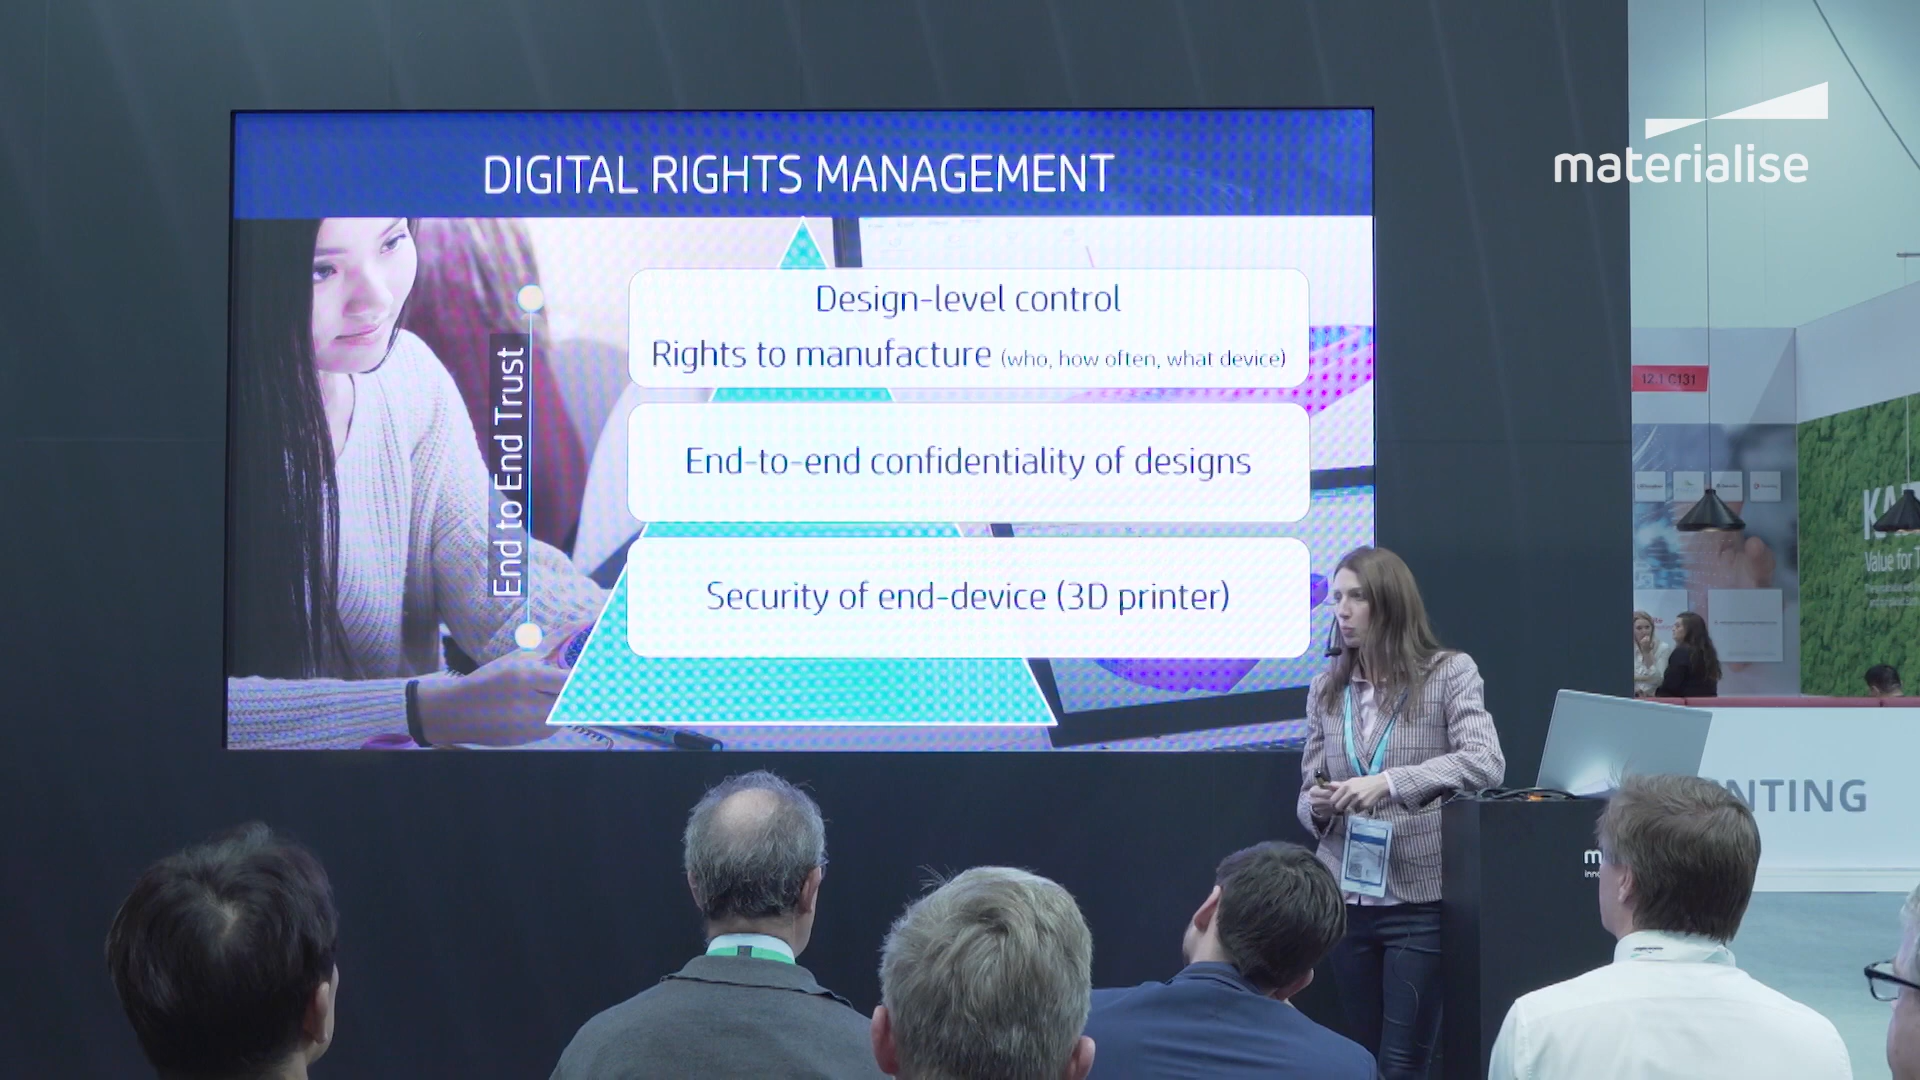 materialise
DIGITAL RIGHTS MANAGEMENT
Design-level control
Rights to manufacture (who, how often, what device)
End to End Trust
End-to-end confidentiality of designs
Security of end-device (3D printer)
12.1 C131
Value for
NTING